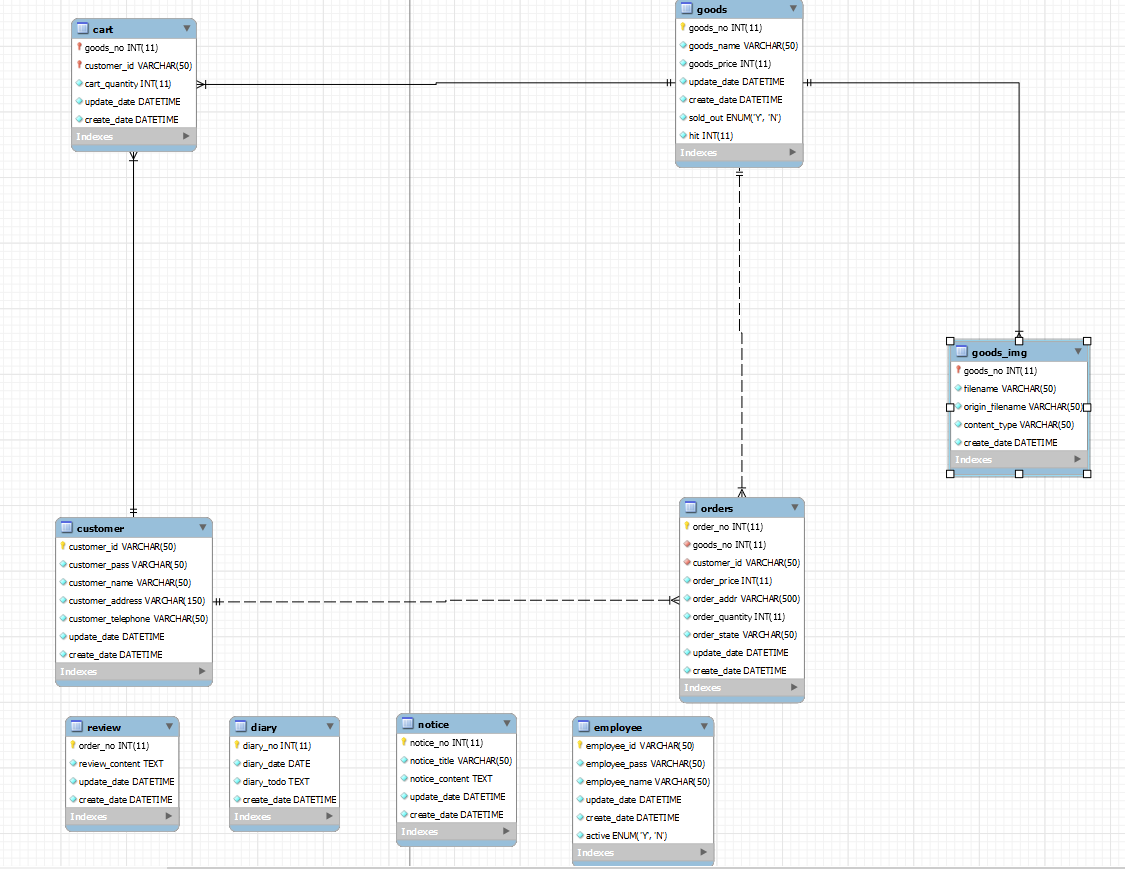 cart
goods_no INT(11)
customer_id VARCHAR(50)
cart_quantity INT(11)
update_date DATETIME
create_date DATETIME
Indexes
goods
goods_no INT(11)
goods_name VARCHAR(50)
goods_price INT(11)
update_date DATETIME
create_date DATETIME
sold_out ENUM('Y', 'N')
hit INT(11)
Indexes
goods_img
goods_no INT(11)
filename VARCHAR(50)
origin_filename VARCHAR(50)
content_type VARCHAR(50)
create_date DATETIME
Indexes
customer
customer_id VARCHAR(50)
customer_pass VARCHAR(50)
customer_name VARCHAR(50)
customer_address VARCHAR(150)
customer_telephone VARCHAR(50)
update_date DATETIME
create_date DATETIME
Indexes
orders
order_no INT(11)
goods_no INT(11)
customer_id VARCHAR(50)
order_price INT(11)
order_addr VARCHAR(500)
order_quantity INT(11)
order_state VARCHAR(50)
update_date DATETIME
create_date DATETIME
Indexes
review
order_no INT(11)
review_content TEXT
update_date DATETIME
create_date DATETIME
Indexes
diary
diary_no INT(11)
diary_date DATE
diary_todo TEXT
create_date DATETIME
Indexes
notice
notice_no INT(11)
notice_title VARCHAR(50)
notice_content TEXT
update_date DATETIME
create_date DATETIME
Indexes
employee
employee_id VARCHAR(50)
employee_pass VARCHAR(50)
employee_name VARCHAR(50)
update_date DATETIME
create_date DATETIME
active ENUM('Y', 'N')
Indexes